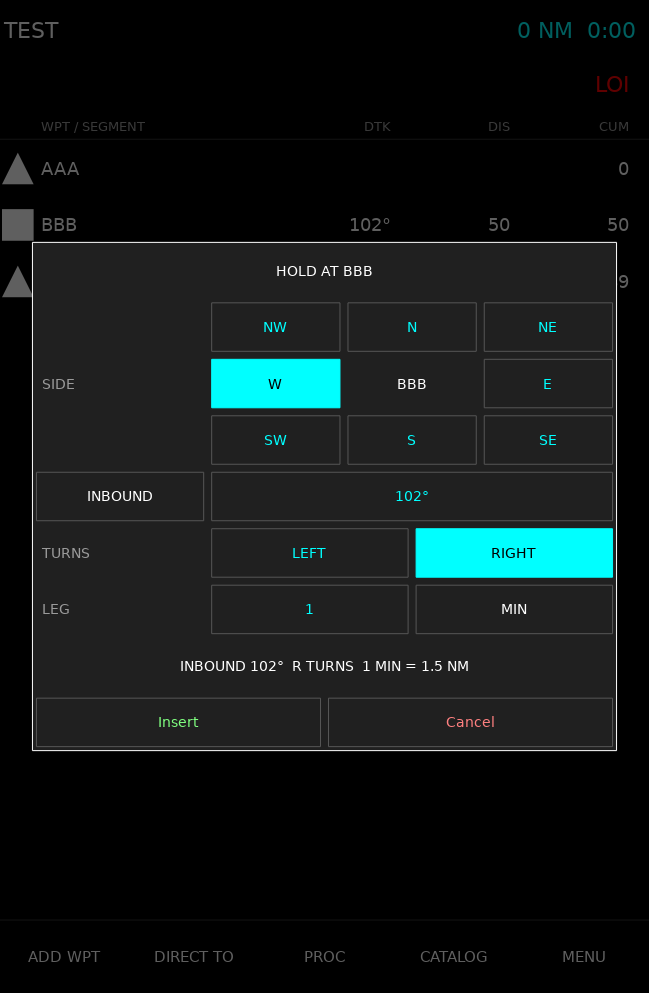 TEST 0 NM 0:00
LOI
WPT / SEGMENT DTK DIS CUM
AAA 0
BBB 102° 50 50
9
HOLD AT BBB
NW N NE
SIDE W BBB E
SW S SE
INBOUND 102°
TURNS LEFT RIGHT
LEG 1 MIN
INBOUND 102° R TURNS 1 MIN = 1.5 NM
Insert Cancel
ADD WPT DIRECT TO PROC CATALOG MENU